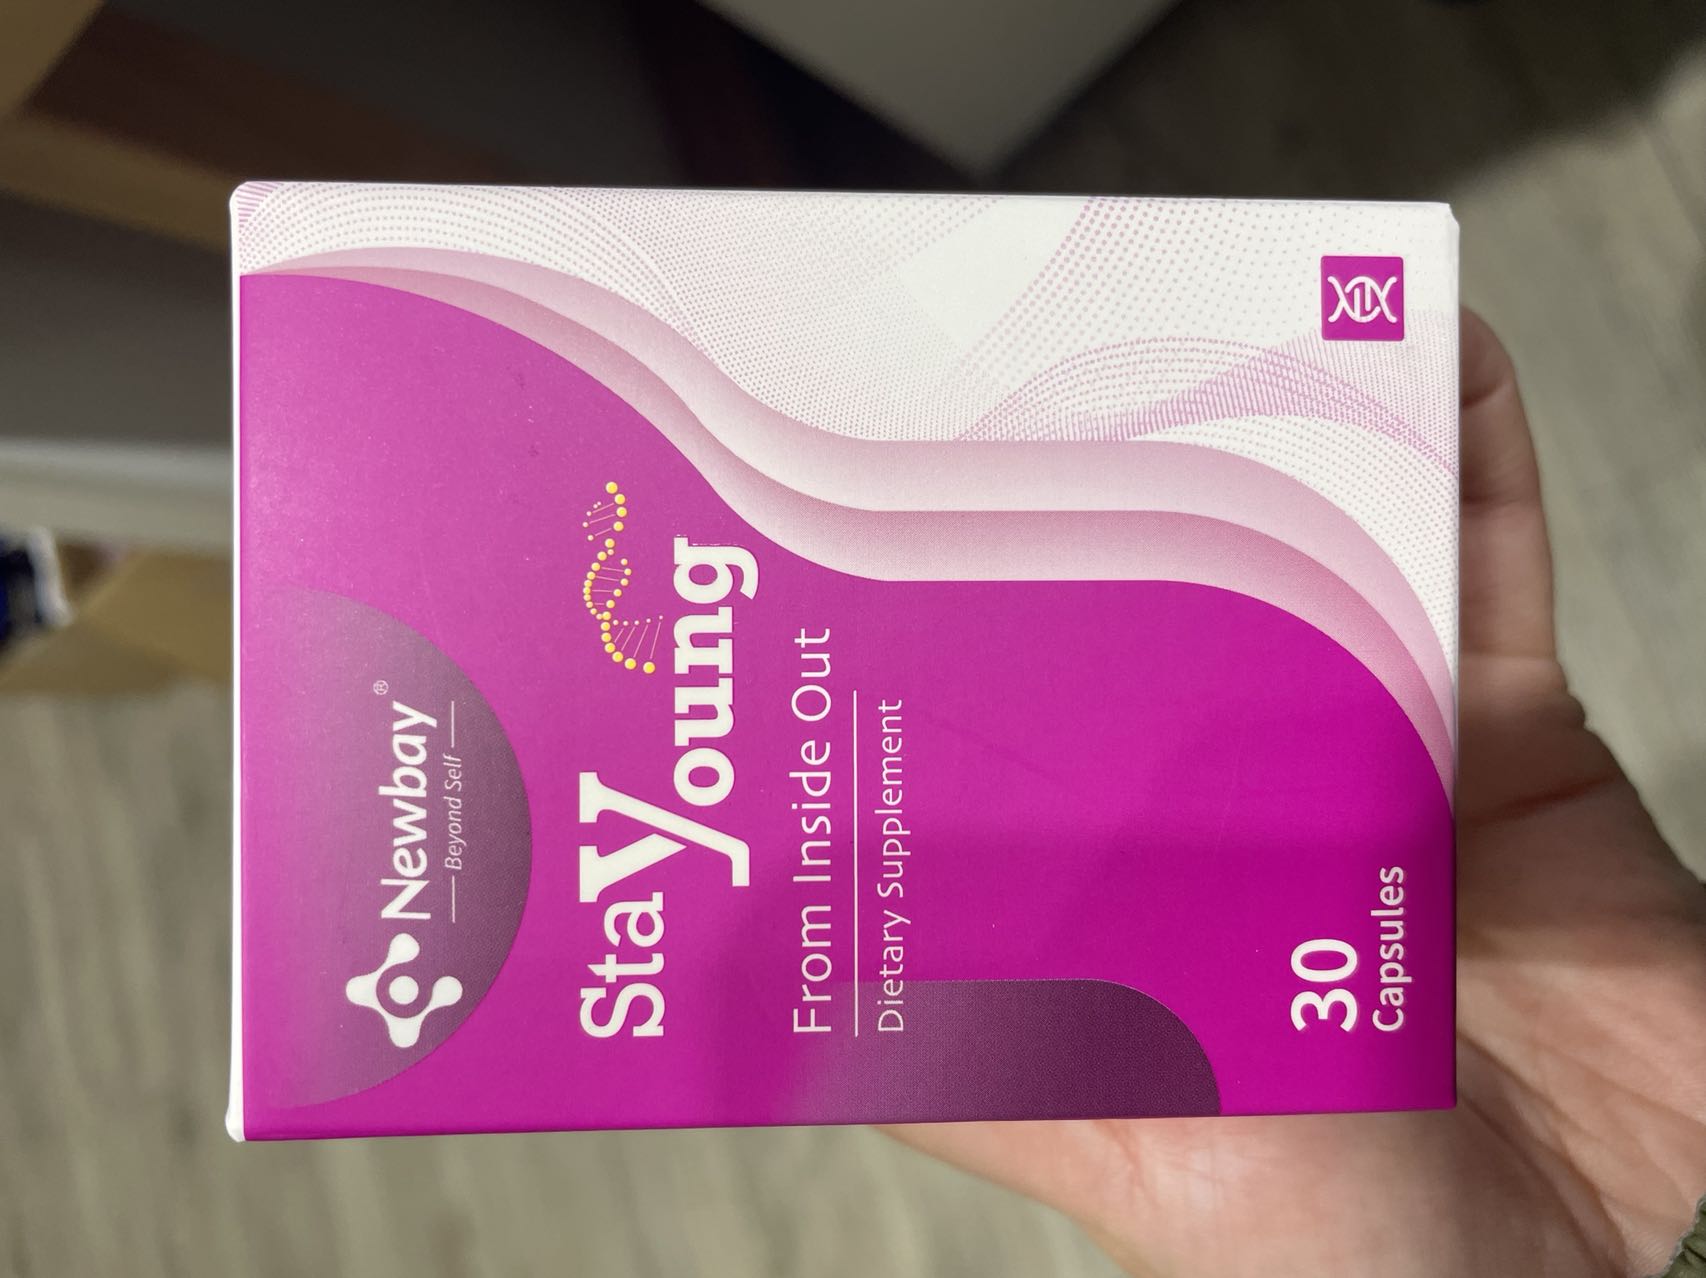 Newbay®
Beyond Self
StaYoung
From Inside Out
Dietary Supplement
30
Capsules